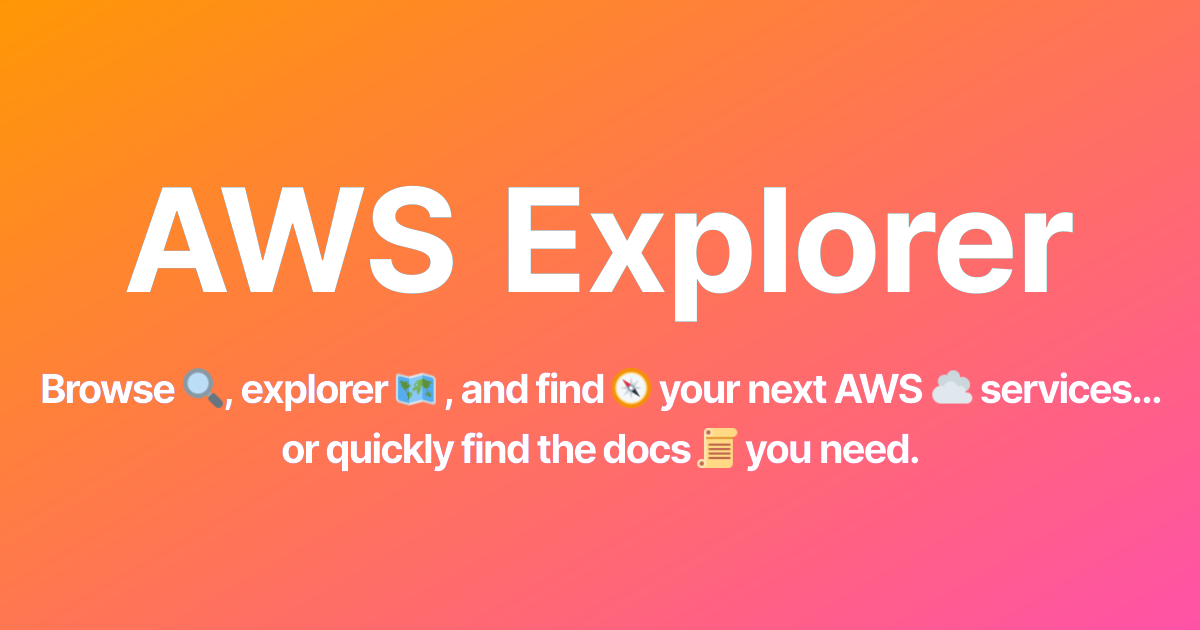 AWS Explorer
Browse 🔍, explorer 🗺️ , and find 🧭 your next AWS ☁️ services...
or quickly find the docs 📜 you need.